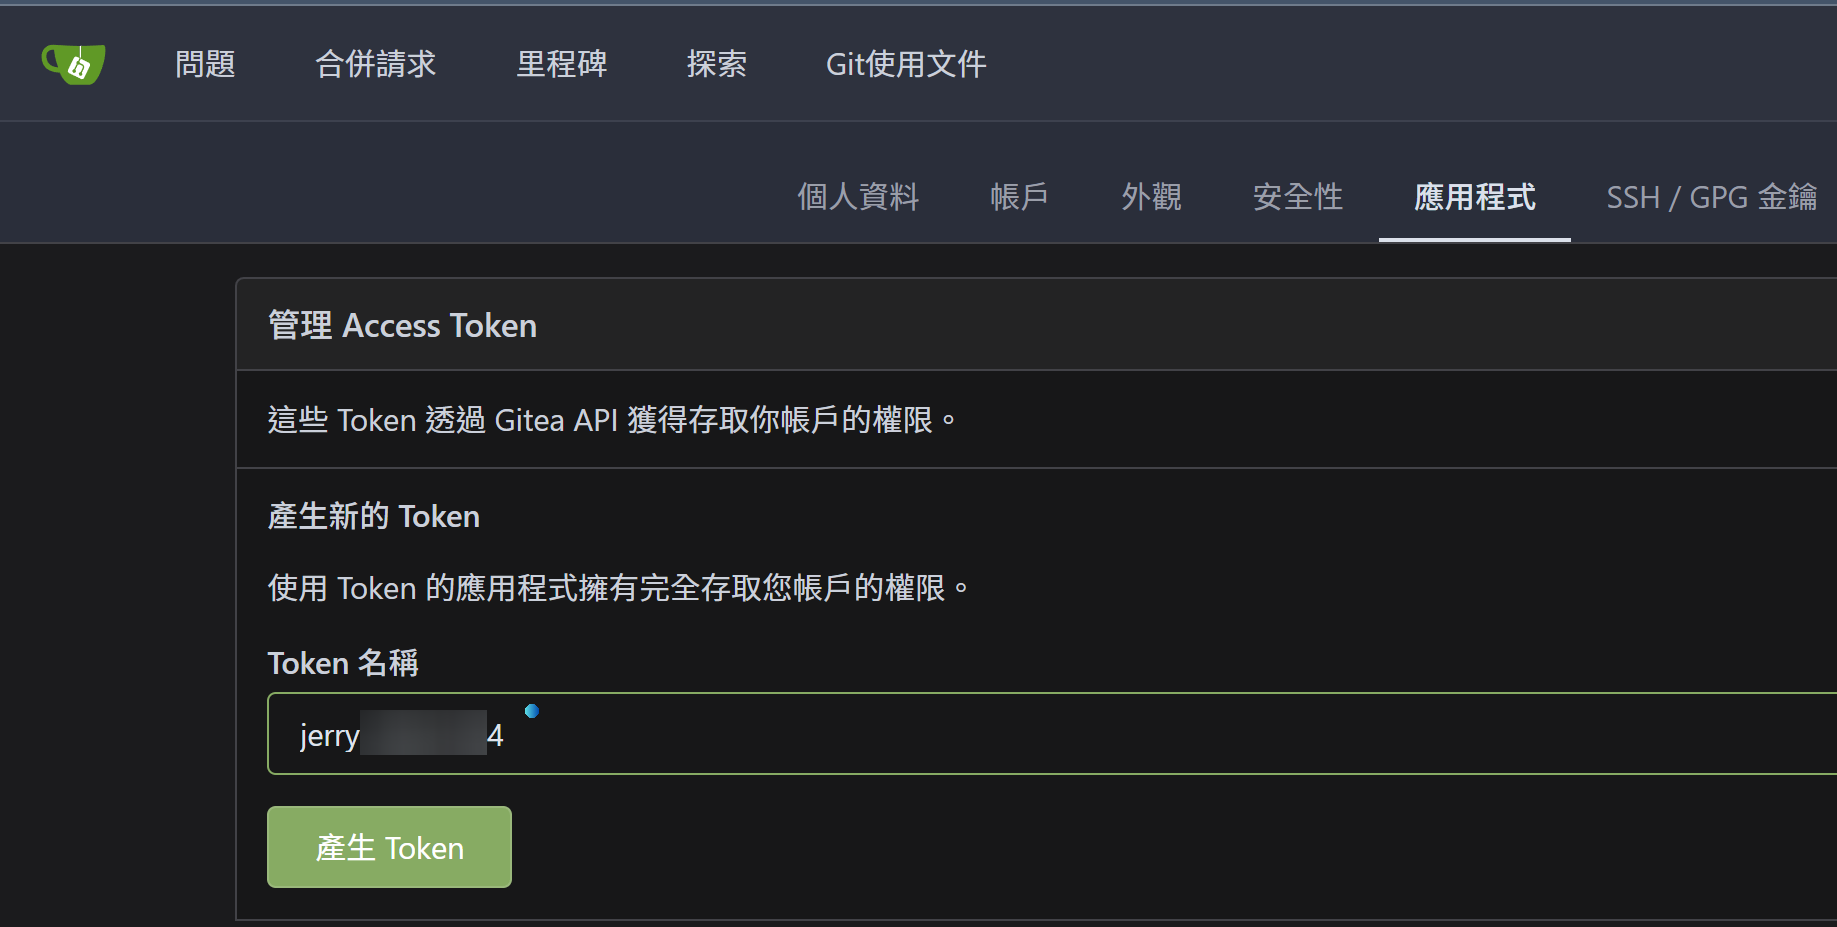 問題 合併請求 里程碑 探索 Git使用文件
個人資料 帳戶 外觀 安全性 應用程式 SSH / GPG 金鑰
管理 Access Token
這些 Token 透過 Gitea API 獲得存取你帳戶的權限。
產生新的 Token
使用 Token 的應用程式擁有完全存取您帳戶的權限。
Token 名稱
jerry 4
產生 Token